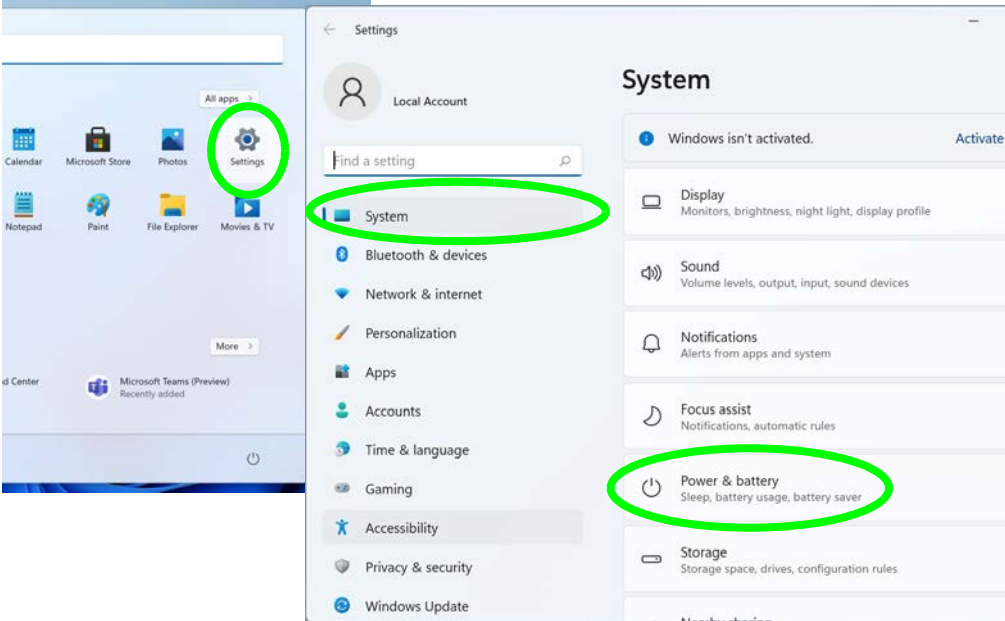 All apps >
Calendar
Microsoft Store
Photos
Settings
Notepad
Paint
File Explorer
Movies & TV
More >
d Center
Microsoft Teams (Preview)
Recently added
Settings
Local Account
Find a setting
System
Bluetooth & devices
Network & internet
Personalization
Apps
Accounts
Time & language
Gaming
Accessibility
Privacy & security
Windows Update
System
Windows isn't activated.
Activate
Display
Monitors, brightness, night light, display profile
Sound
Volume levels, output, input, sound devices
Notifications
Alerts from apps and system
Focus assist
Notifications, automatic rules
Power & battery
Sleep, battery usage, battery saver
Storage
Storage space, drives, configuration rules